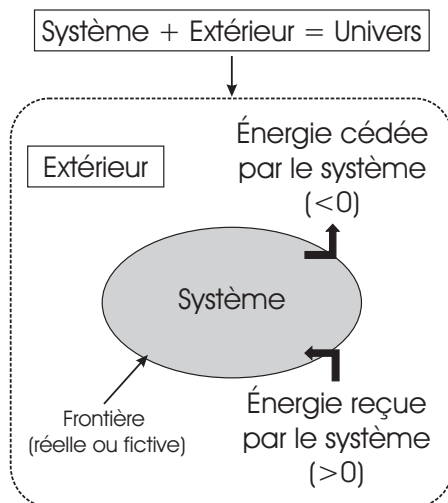 Système + Extérieur = Univers
Énergie cédée
par le système
(<0)
Extérieur
Système
Frontière
(réelle ou fictive)
Énergie reçue
par le système
(>0)